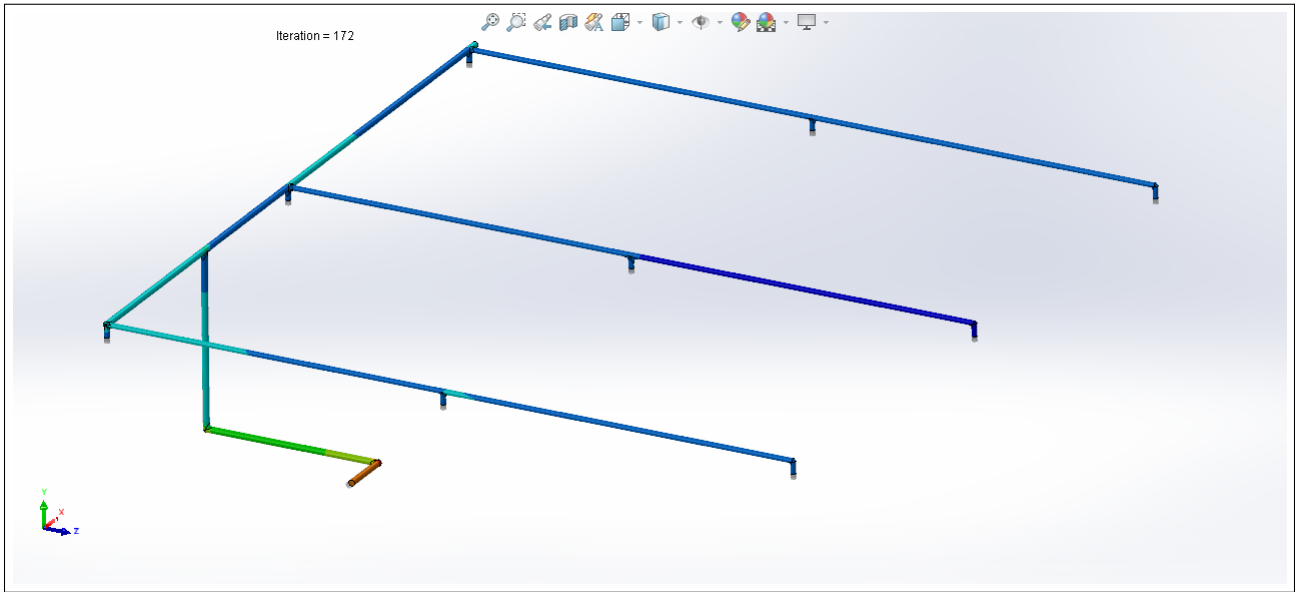 Iteration = 172
Y
X
Z